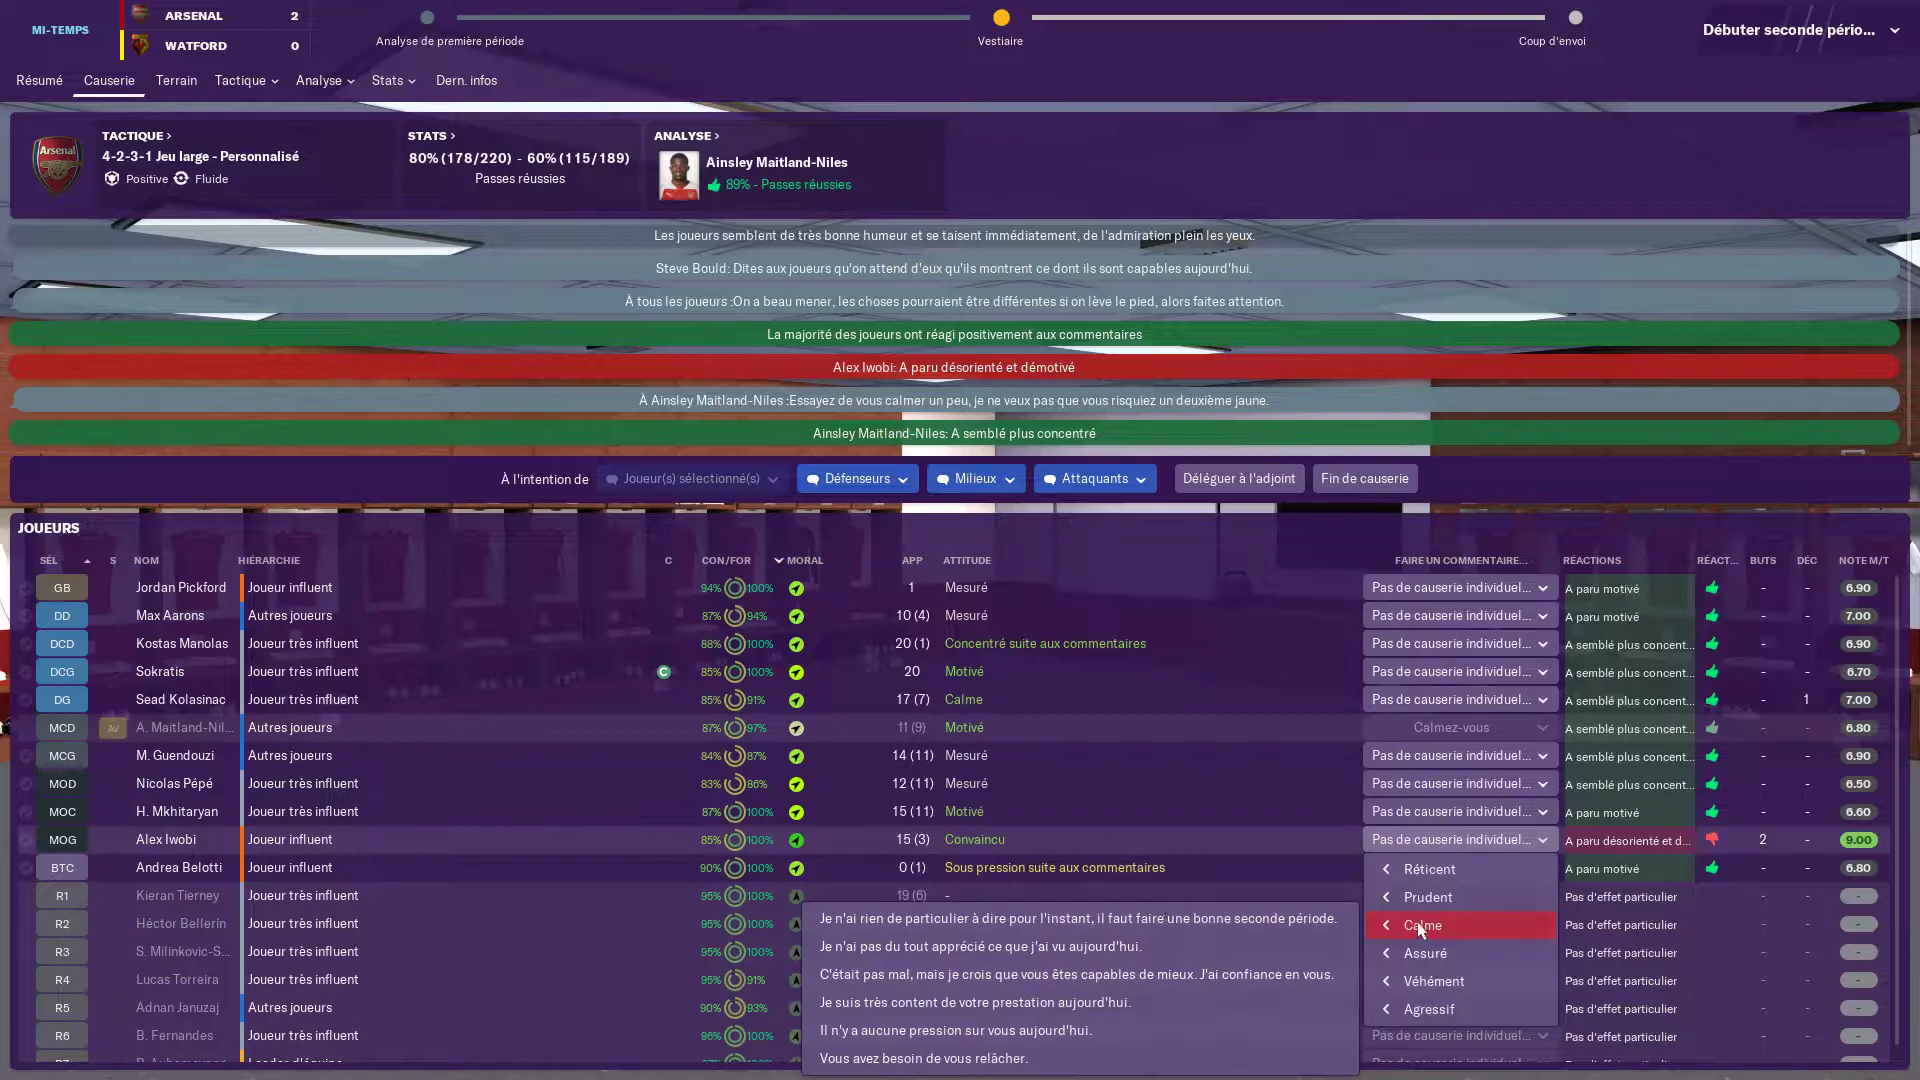 MI-TEMPS
ARSENAL 2
WATFORD 0
Analyse de première période
Vestiaire
Coup d'envoi
Débuter seconde pério...
Résumé Causerie Terrain Tactique Analyse Stats Dern. infos
Arsenal
TACTIQUE >
4-2-3-1 Jeu large - Personnalisé
Positive Fluide
STATS >
80% (178/220) - 60% (115/189)
Passes réussies
ANALYSE >
Ainsley Maitland-Niles
89% - Passes réussies
Les joueurs semblent de très bonne humeur et se taisent immédiatement, de l'admiration plein les yeux.
Steve Bould: Dites aux joueurs qu'on attend d'eux qu'ils montrent ce dont ils sont capables aujourd'hui.
À tous les joueurs :On a beau mener, les choses pourraient être différentes si on lève le pied, alors faites attention.
La majorité des joueurs ont réagi positivement aux commentaires
Alex Iwobi: A paru désorienté et démotivé
À Ainsley Maitland-Niles :Essayez de vous calmer un peu, je ne veux pas que vous risquiez un deuxième jaune.
Ainsley Maitland-Niles: A semblé plus concentré
À l'intention de Joueur(s) sélectionné(s) Défenseurs Milieux Attaquants Déléguer à l'adjoint Fin de causerie
JOUEURS
SÉL S NOM HIÉRARCHIE C CON/FOR MORAL APP ATTITUDE FAIRE UN COMMENTAIRE... RÉACTIONS RÉACT... BUTS DÉC NOTE M/T
GB Jordan Pickford Joueur influent 94% 100% 1 Mesuré Pas de causerie individuel... A paru motivé - - 6.90
DD Max Aarons Autres joueurs 87% 94% 10 (4) Mesuré Pas de causerie individuel... A paru motivé - - 7.00
DCD Kostas Manolas Joueur très influent 88% 100% 20 (1) Concentré suite aux commentaires Pas de causerie individuel... A semblé plus concent... - - 6.90
DCG Sokratis Joueur très influent C 85% 100% 20 Motivé Pas de causerie individuel... A semblé plus concent... - - 6.70
DG Sead Kolasinac Joueur très influent 85% 91% 17 (7) Calme Pas de causerie individuel... A semblé plus concent... - 1 7.00
MCD Av A. Maitland-Nil... Autres joueurs 87% 97% 11 (9) Motivé Calmez-vous A semblé plus concent... - - 6.80
MCG M. Guendouzi Autres joueurs 84% 87% 14 (11) Mesuré Pas de causerie individuel... A semblé plus concent... - - 6.90
MOD Nicolas Pépé Joueur très influent 83% 86% 12 (11) Mesuré Pas de causerie individuel... A semblé plus concent... - - 6.50
MOC H. Mkhitaryan Joueur très influent 87% 100% 15 (11) Motivé Pas de causerie individuel... A paru motivé - - 6.60
MOG Alex Iwobi Joueur influent 85% 100% 15 (3) Convaincu Pas de causerie individuel... A paru désorienté et d... 2 - 9.00
BTC Andrea Belotti Joueur influent 90% 100% 0 (1) Sous pression suite aux commentaires Pas de causerie individuel... A paru motivé - - 6.80
R1 Kieran Tierney Joueur très influent 95% 100% 19 (6) - Pas d'effet particulier - - -
R2 Héctor Bellerín Joueur très influent 95% 100% Pas d'effet particulier - - -
R3 S. Milinkovic-S... Joueur très influent 95% 100% Pas d'effet particulier - - -
R4 Lucas Torreira Joueur très influent 95% 91% Pas d'effet particulier - - -
R5 Adnan Januzaj Autres joueurs 90% 93% Pas d'effet particulier - - -
R6 B. Fernandes Joueur très influent 96% 100% Pas de causerie individuel... Pas d'effet particulier - - -
Réticent
Prudent
Calme
Assuré
Véhément
Agressif
Je n'ai rien de particulier à dire pour l'instant, il faut faire une bonne seconde période.
Je n'ai pas du tout apprécié ce que j'ai vu aujourd'hui.
C'était pas mal, mais je crois que vous êtes capables de mieux. J'ai confiance en vous.
Je suis très content de votre prestation aujourd'hui.
Il n'y a aucune pression sur vous aujourd'hui.
Vous avez besoin de vous relâcher.